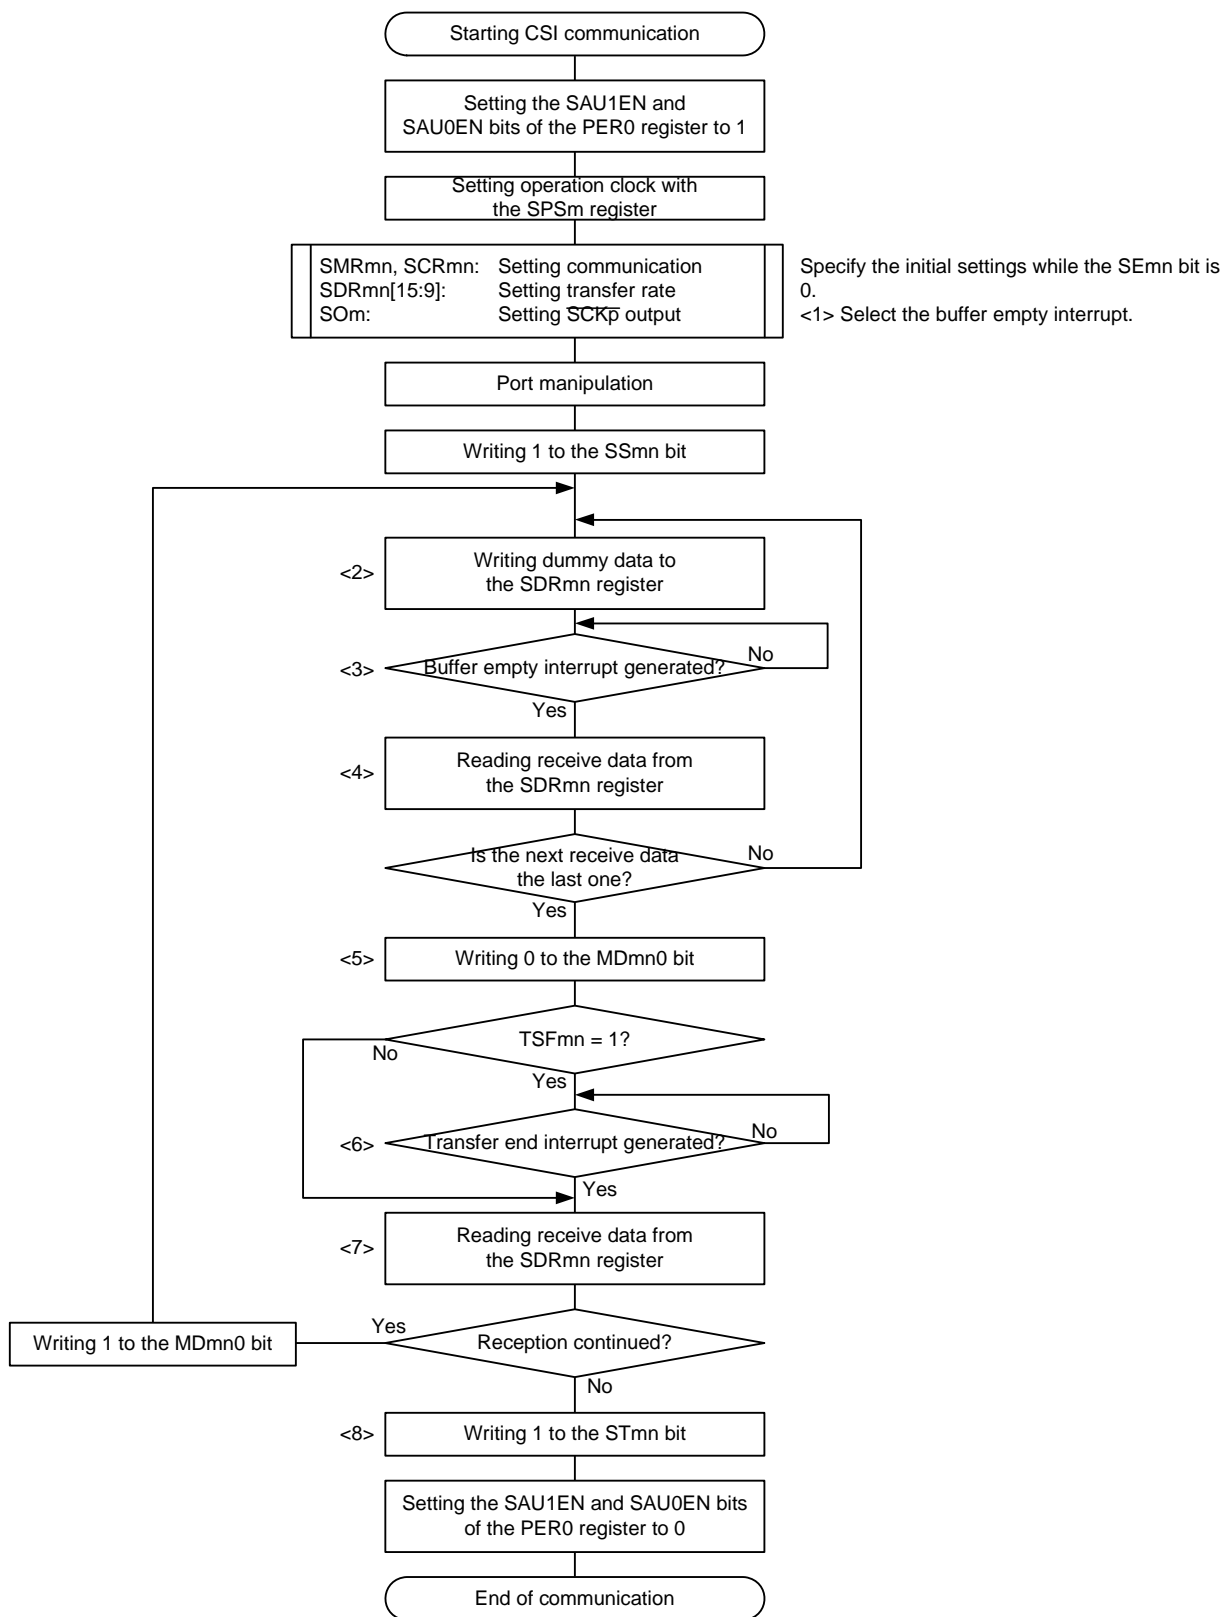 Starting CSI communication
Setting the SAU1EN and
SAU0EN bits of the PER0 register to 1
Setting operation clock with
the SPSm register
SMRmn, SCRmn: Setting communication
SDRmn[15:9]: Setting transfer rate
SOm: Setting SCKp output
Specify the initial settings while the SEmn bit is
0.
<1> Select the buffer empty interrupt.
Port manipulation
Writing 1 to the SSmn bit
<2>
Writing dummy data to
the SDRmn register
<3>
Buffer empty interrupt generated?
No
Yes
<4>
Reading receive data from
the SDRmn register
Is the next receive data
the last one?
No
Yes
<5>
Writing 0 to the MDmn0 bit
TSFmn = 1?
No
Yes
<6>
Transfer end interrupt generated?
No
Yes
<7>
Reading receive data from
the SDRmn register
Writing 1 to the MDmn0 bit
Yes
Reception continued?
No
<8>
Writing 1 to the STmn bit
Setting the SAU1EN and SAU0EN bits
of the PER0 register to 0
End of communication